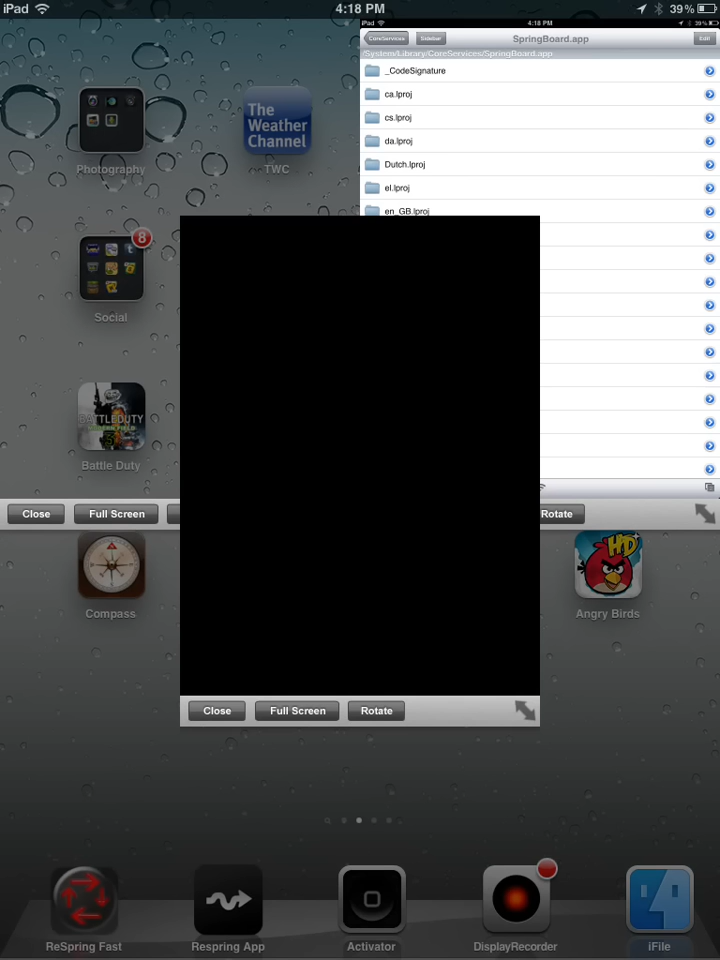 iPad 4:18 PM 39%
iPad 4:18 PM 39%
CoreServices Sidebar SpringBoard.app Edit
/System/Library/CoreServices/SpringBoard.app
_CodeSignature
ca.lproj
cs.lproj
da.lproj
Dutch.lproj
el.lproj
en_GB.lproj
The
Weather
Channel
Photography TWC
8
Social
BATTLEDUTY
3
Battle Duty
Close Full Screen Rotate
HD
Compass Angry Birds
Close Full Screen Rotate
ReSpring Fast Respring App Activator DisplayRecorder iFile